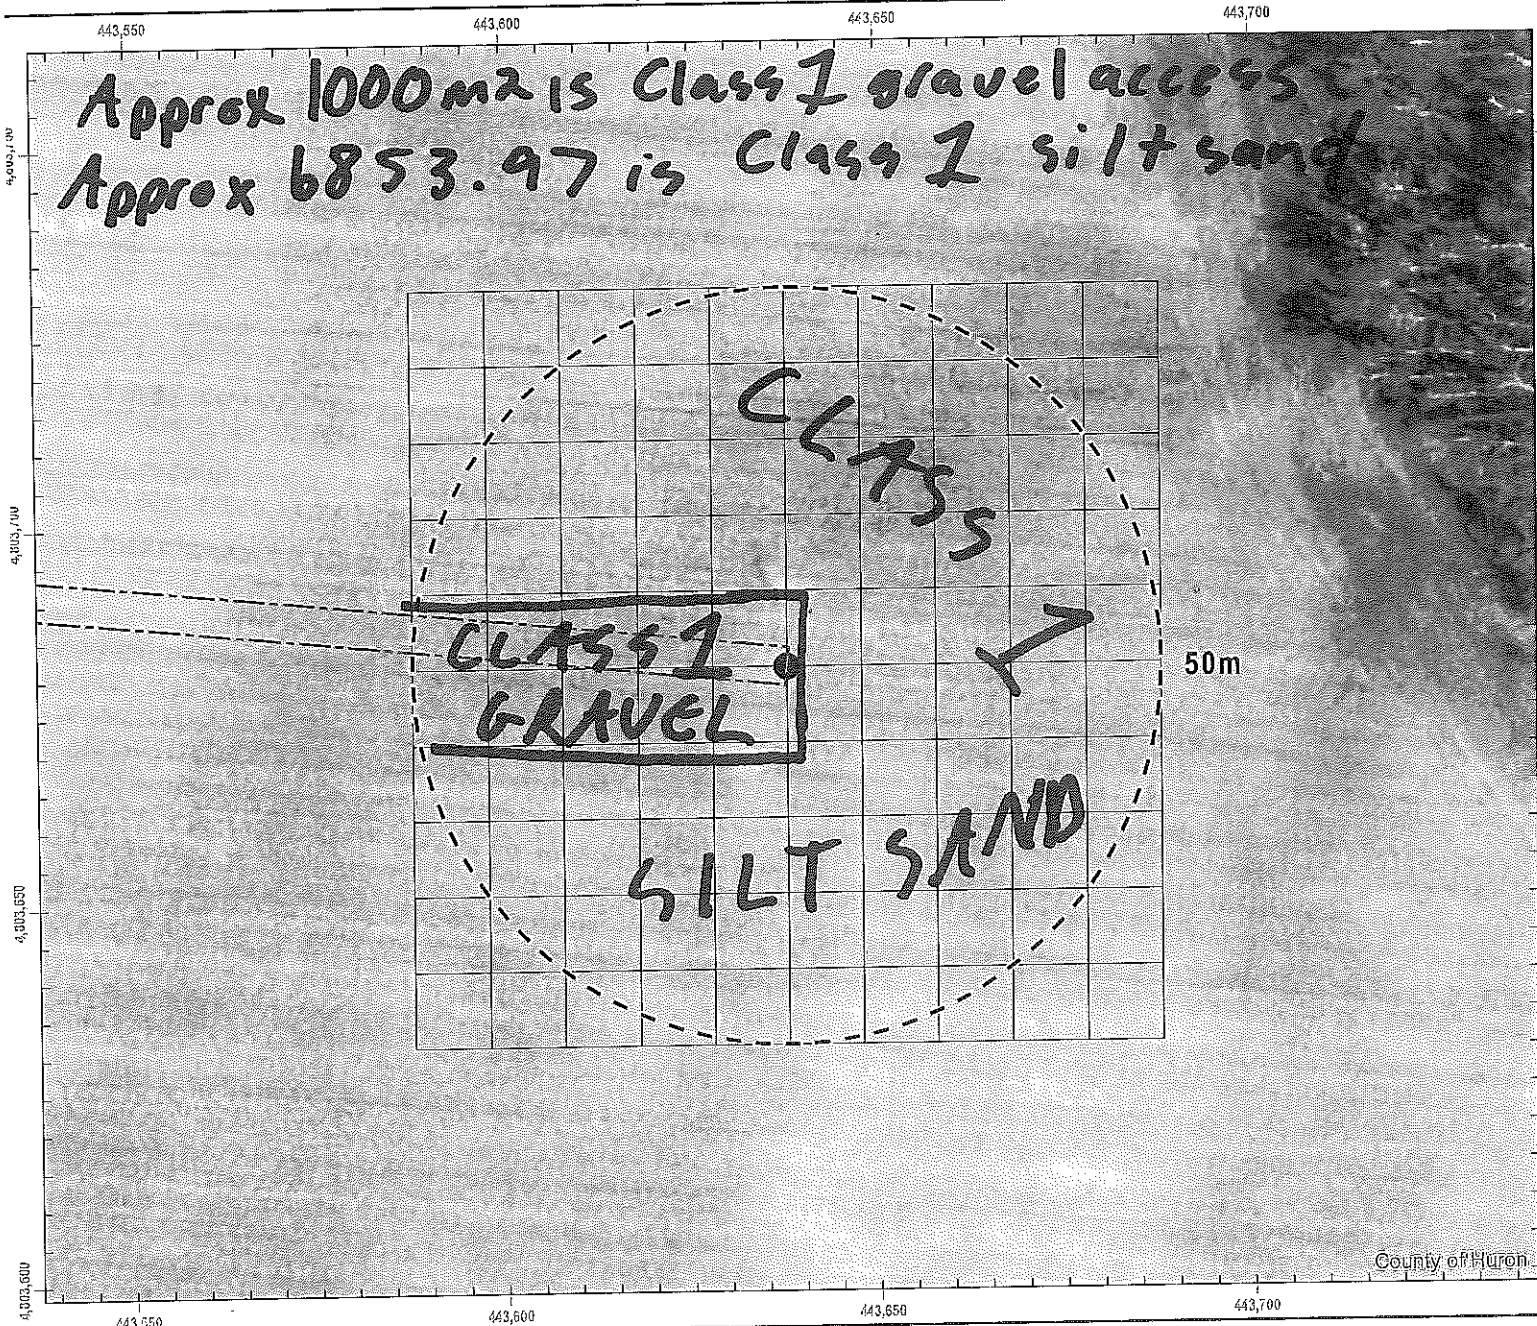 443,550 443,600 443,650 443,700
Approx 1000m2 is Class 1 gravel access
Approx 6853.97 is Class 1 silt sand
CLASS
1
4,803,700
CLASS 1
GRAVEL
50m
SILT SAND
4,803,650
County of Huron
4,803,600
443,550 443,600 443,650 443,700